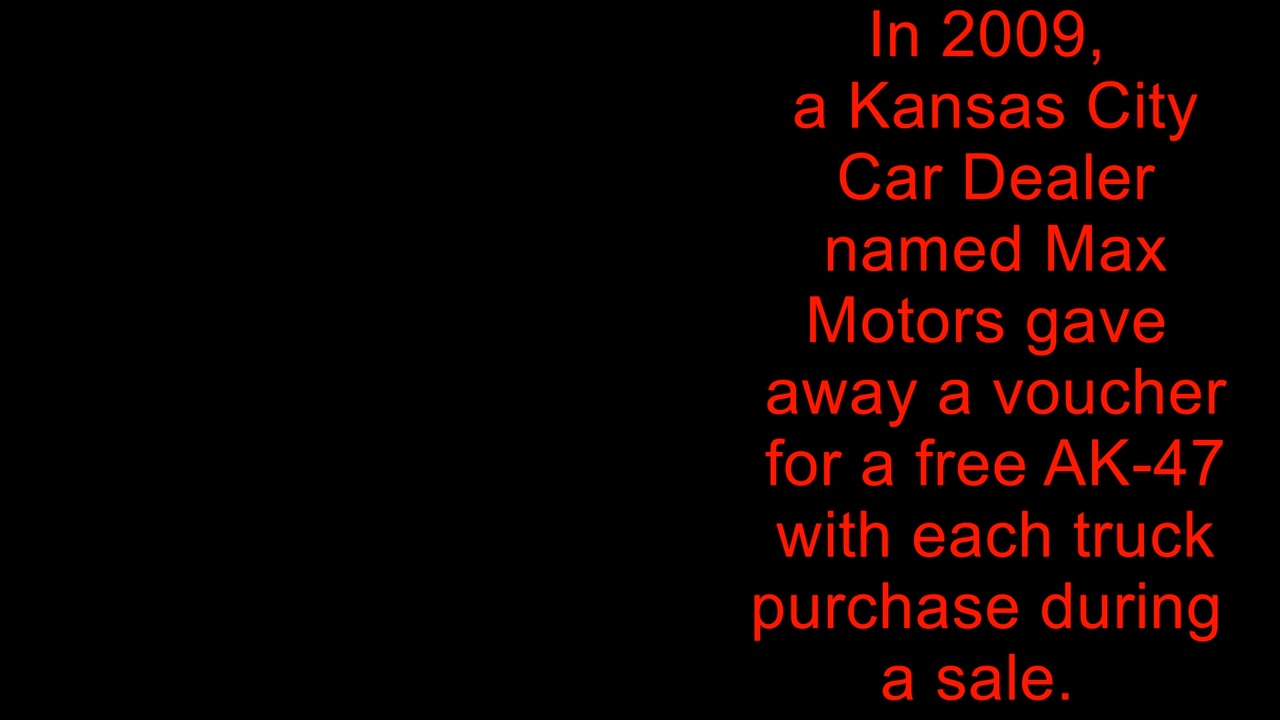 In 2009,
a Kansas City
Car Dealer
named Max
Motors gave
away a voucher
for a free AK-47
with each truck
purchase during
a sale.